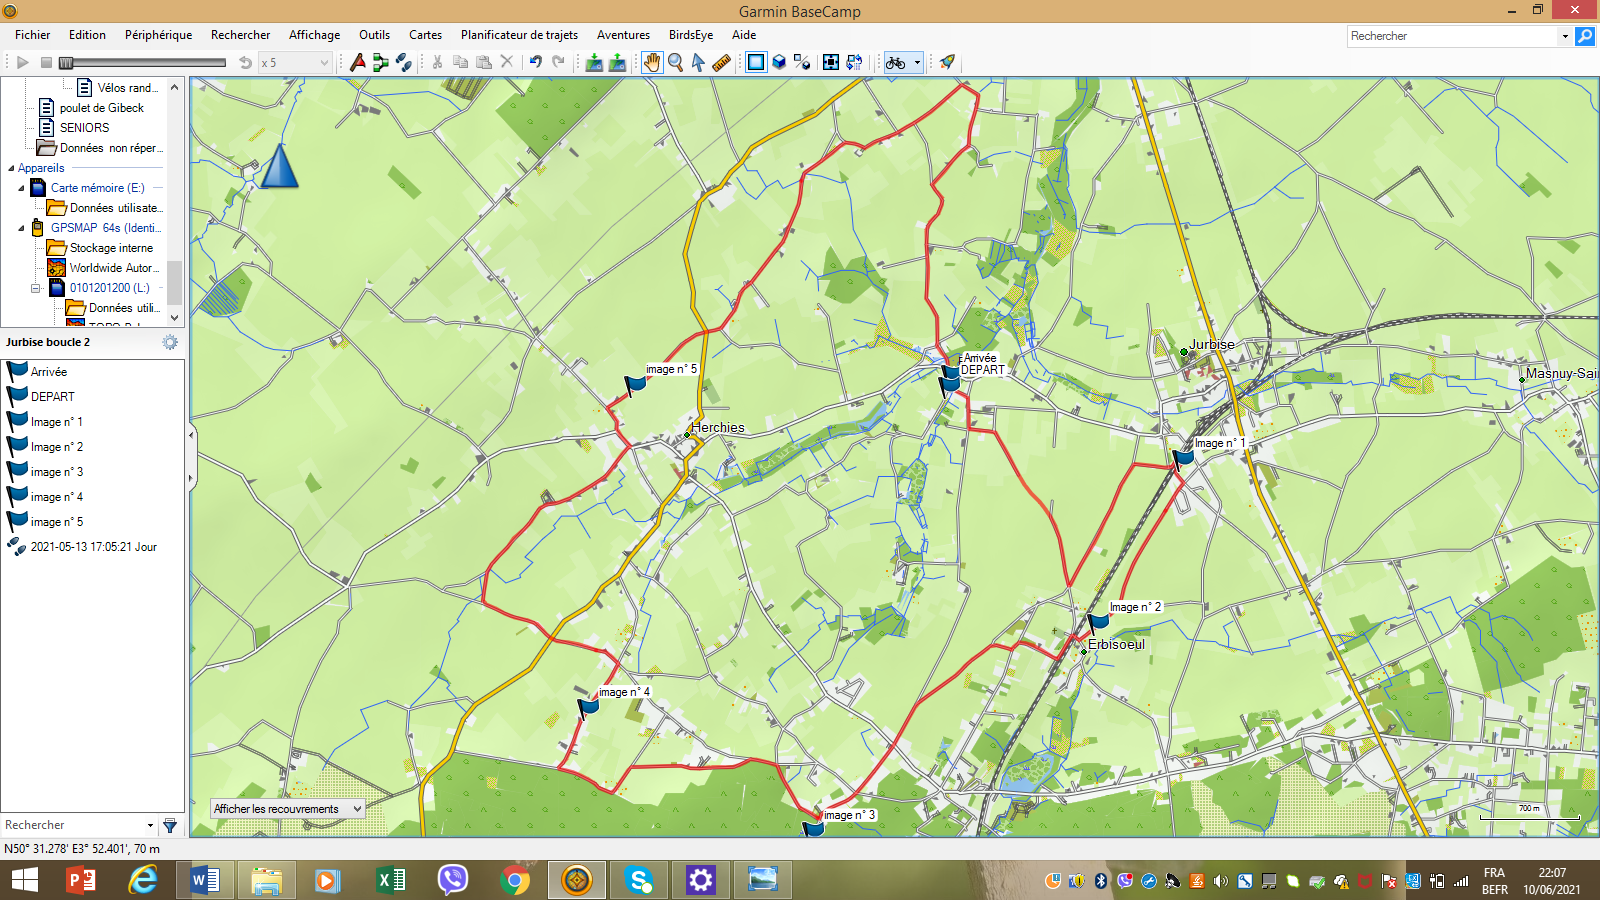 Garmin BaseCamp
Fichier Edition Périphérique Rechercher Affichage Outils Cartes Planificateur de trajets Aventures BirdsEye Aide
Rechercher
x 5
Vélos rand...
poulet de Gibeck
SENIORS
Données non réper...
Appareils
Carte mémoire (E:)
Données utilisate...
GPSMAP 64s (Identi
Stockage interne
Worldwide Autor...
0101201200 (L:)
Données utili...
Jurbise boucle 2
Arrivée
DEPART
Image n° 1
Image n° 2
image n° 3
image n° 4
image n° 5
2021-05-13 17:05:21 Jour
Rechercher
Arrivée
DEPART
Jurbise
Masnuy-Sai
image n° 5
Herchies
Image n° 1
Image n° 2
Erbisoeul
image n° 4
image n° 3
Afficher les recouvrements
700 m
N50° 31.278' E3° 52.401', 70 m
FRA
BEFR
22:07
10/06/2021